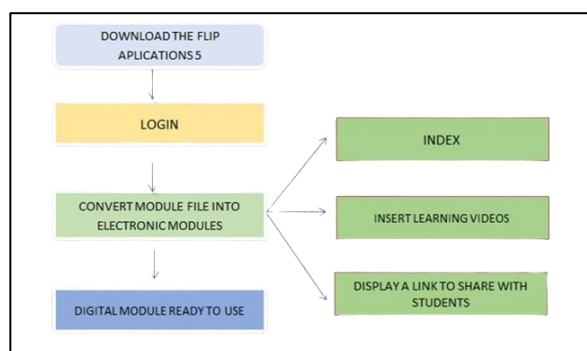 DOWNLOAD THE FLIP
APLICATIONS 5
LOGIN
CONVERT MODULE FILE INTO
ELECTRONIC MODULES
DIGITAL MODULE READY TO USE
INDEX
INSERT LEARNING VIDEOS
DISPLAY A LINK TO SHARE WITH
STUDENTS